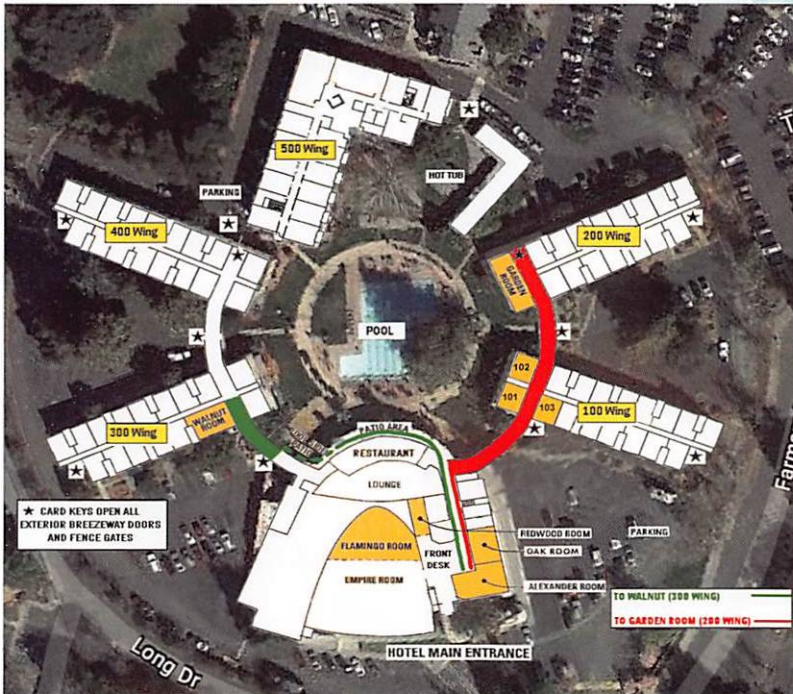 500 Wing
HOT TUB
PARKING
400 Wing
200 Wing
GARDEN
ROOM
POOL
102
101
103
100 Wing
300 Wing
WALNUT
ROOM
PATIO AREA
RESTAURANT
LOUNGE
★ CARD KEYS OPEN ALL
EXTERIOR BREEZEWAY DOORS
AND FENCE GATES
FLAMINGO ROOM
FRONT
DESK
EMPIRE ROOM
REDWOOD ROOM
OAK ROOM
ALEXANDER ROOM
PARKING
Farme
TO WALNUT (300 WING)
TO GARDEN ROOM (200 WING)
HOTEL MAIN ENTRANCE
Long Dr